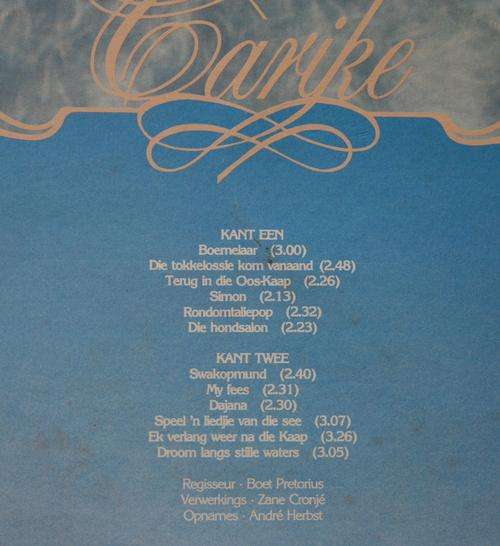 Carike
KANT EEN
Boemelaar (3.00)
Die tokkelossie kom vanaand (2.48)
Terug in die Oos-Kaap (2.26)
Simon (2.13)
Rondomtaliepop (2.32)
Die hondsalon (2.23)
KANT TWEE
Swakopmund (2.40)
My fees (2.31)
Dajana (2.30)
Speel 'n liedjie van die see (3.07)
Ek verlang weer na die Kaap (3.26)
Droom langs stille waters (3.05)
Regisseur · Boet Pretorius
Verwerkings · Zane Cronjé
Opnames · André Herbst